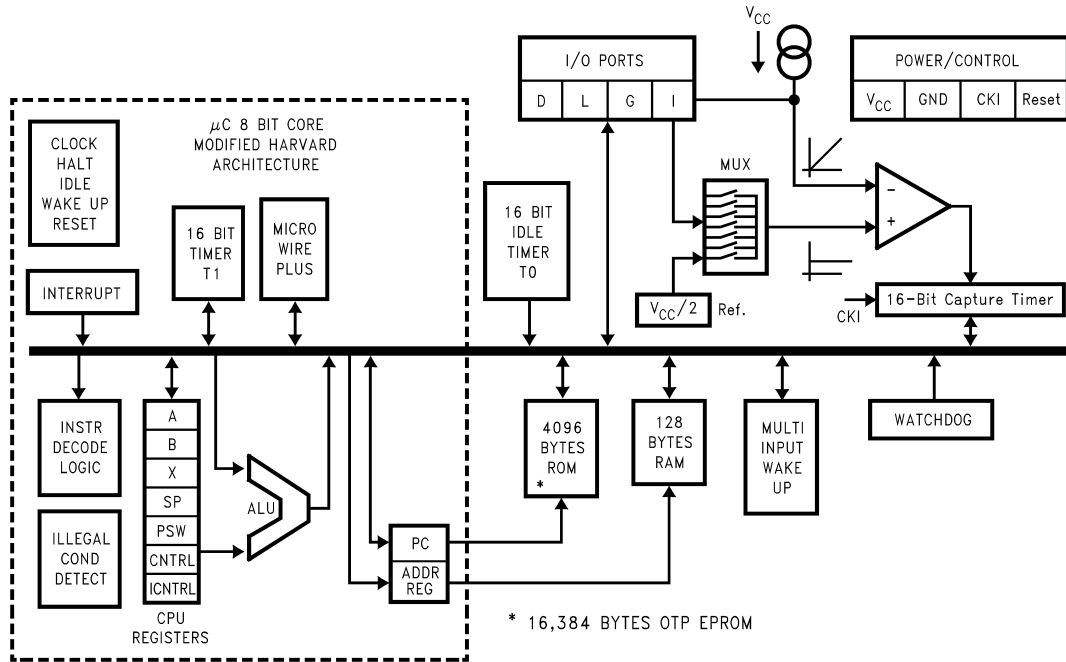 V_CC
I/O PORTS
D L G I
POWER/CONTROL
V_CC GND CKI Reset
μC 8 BIT CORE
MODIFIED HARVARD
ARCHITECTURE
CLOCK
HALT
IDLE
WAKE UP
RESET
16 BIT
TIMER
T1
MICRO
WIRE
PLUS
INTERRUPT
16 BIT
IDLE
TIMER
T0
MUX
V_CC/2 Ref.
−
+
CKI
16-Bit Capture Timer
INSTR
DECODE
LOGIC
ILLEGAL
COND
DETECT
A
B
X
SP
PSW
CNTRL
ICNTRL
CPU
REGISTERS
ALU
PC
ADDR
REG
4096
BYTES
ROM
*
128
BYTES
RAM
MULTI
INPUT
WAKE
UP
WATCHDOG
* 16,384 BYTES OTP EPROM